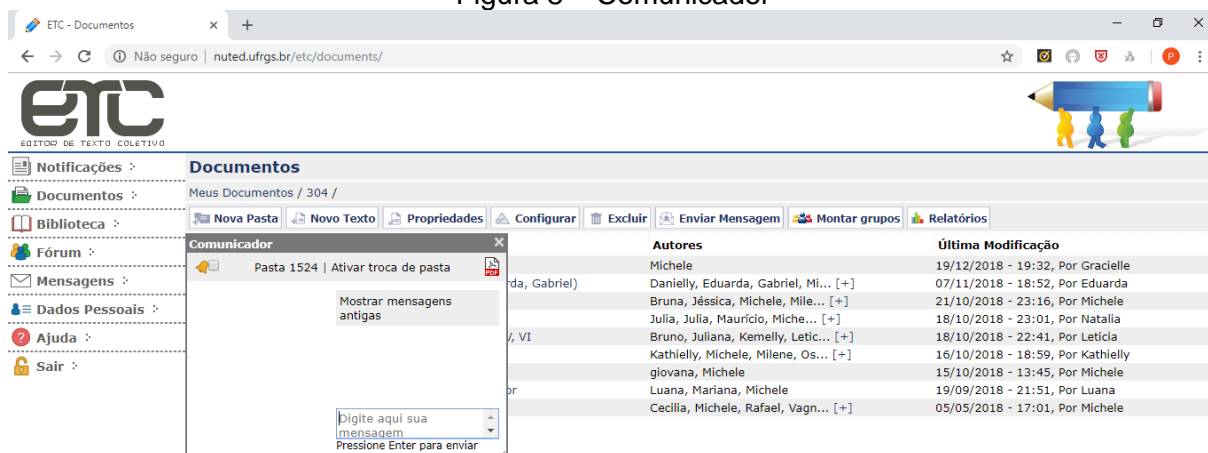 Figura 8 – Comunicador
ETC - Documentos
Não seguro | nuted.ufrgs.br/etc/documents/
P
ETC
EDITOR DE TEXTO COLETIVO
Notificações
Documentos
Biblioteca
Fórum
Mensagens
Dados Pessoais
Ajuda
Sair
Documentos
Meus Documentos / 304 /
Nova Pasta Novo Texto Propriedades Configurar Excluir Enviar Mensagem Montar grupos Relatórios
Comunicador
Pasta 1524 | Ativar troca de pasta
PDF
Mostrar mensagens
antigas
Digite aqui sua
mensagem
Pressione Enter para enviar
Autores Última Modificação
Michele 19/12/2018 - 19:32, Por Gracielle
Gabriel) Danielly, Eduarda, Gabriel, Mi... [+] 07/11/2018 - 18:52, Por Eduarda
Bruna, Jéssica, Michele, Mile... [+] 21/10/2018 - 23:16, Por Michele
Julia, Julia, Maurício, Miche... [+] 18/10/2018 - 23:01, Por Natalia
VI Bruno, Juliana, Kemelly, Letic... [+] 18/10/2018 - 22:41, Por Leticia
Kathielly, Michele, Milene, Os... [+] 16/10/2018 - 18:59, Por Kathielly
giovana, Michele 15/10/2018 - 13:45, Por Michele
Luana, Mariana, Michele 19/09/2018 - 21:51, Por Luana
Cecilia, Michele, Rafael, Vagn... [+] 05/05/2018 - 17:01, Por Michele